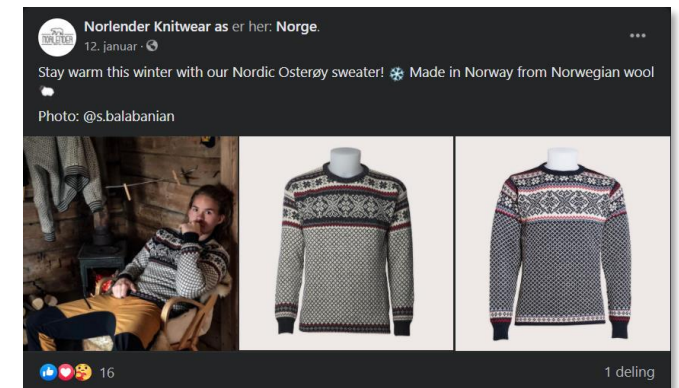 Norlender Knitwear as er her: Norge.
12. januar ·
Stay warm this winter with our Nordic Osterøy sweater! ❄ Made in Norway from Norwegian wool
🐑
Photo: @s.balabanian
16
1 deling